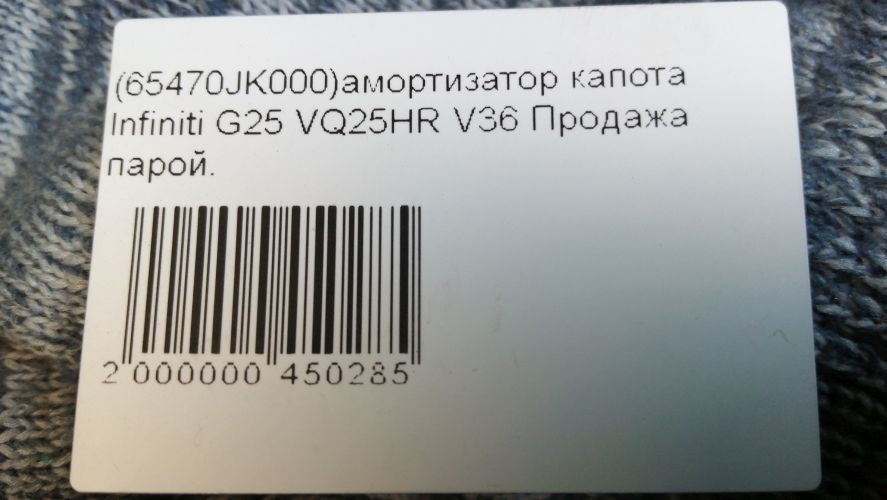 (65470JK000)амортизатор капота
Infiniti G25 VQ25HR V36 Продажа
парой.
2 000000 450285